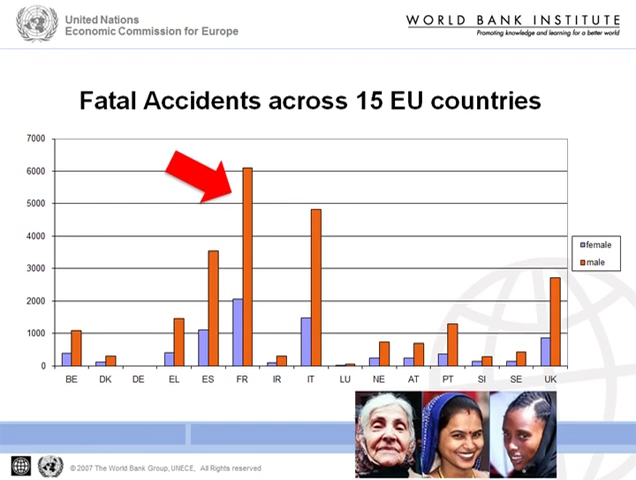 United Nations
Economic Commission for Europe
WORLD BANK INSTITUTE
Promoting knowledge and learning for a better world
Fatal Accidents across 15 EU countries
7000
6000
5000
4000
3000
2000
1000
0
BE DK DE EL ES FR IR IT LU NE AT PT SI SE UK
female
male
© 2007 The World Bank Group, UNECE, All Rights reserved